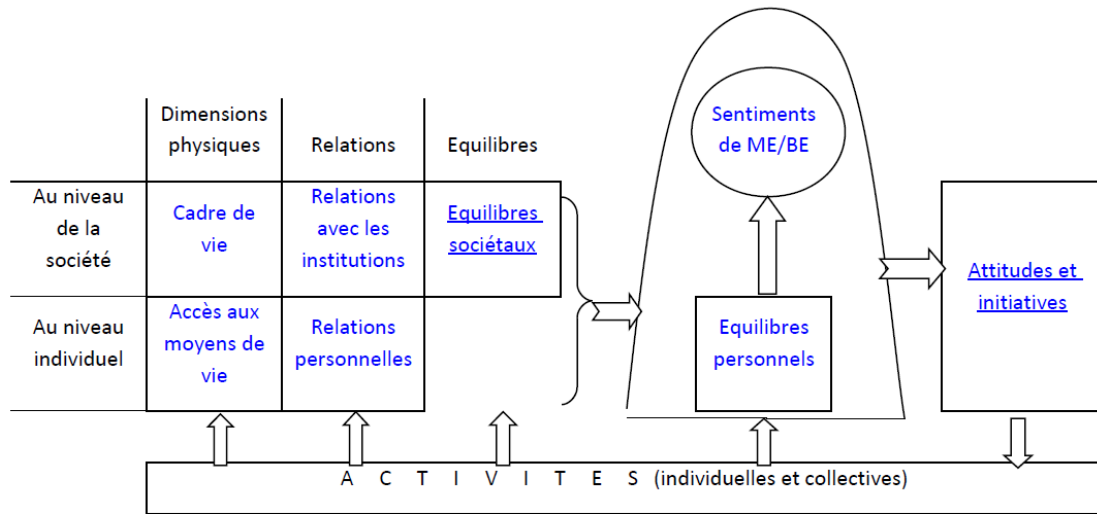 Dimensions
physiques
Relations
Equilibres
Sentiments
de ME/BE
Au niveau
de la
société
Cadre de
vie
Relations
avec les
institutions
Equilibres
sociétaux
Attitudes et
initiatives
Au niveau
individuel
Accès aux
moyens de
vie
Relations
personnelles
Equilibres
personnels
A C T I V I T E S (individuelles et collectives)